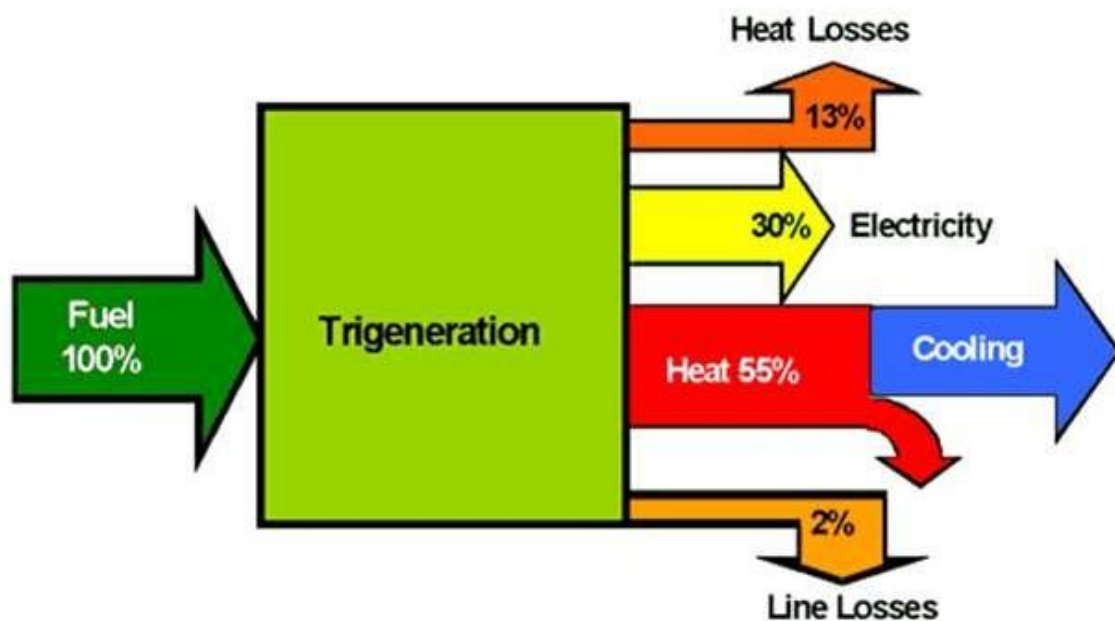 Heat Losses
13%
30%
Electricity
Fuel
100%
Trigeneration
Heat 55%
Cooling
2%
Line Losses